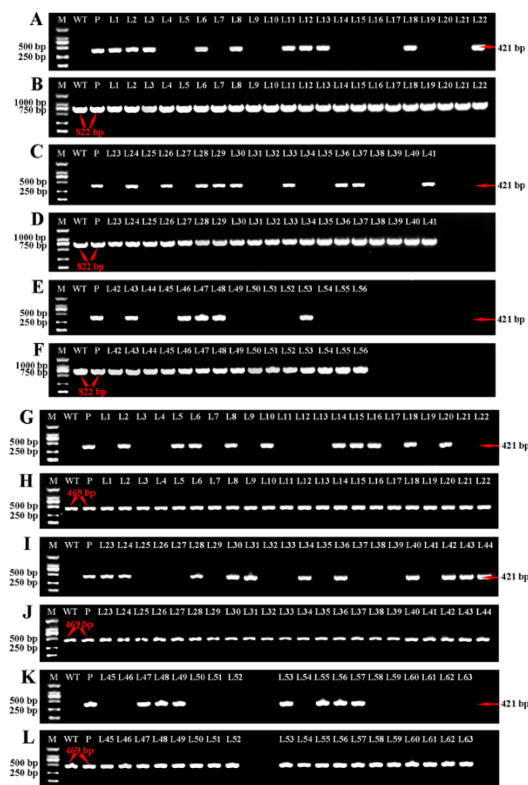 A M WT P L1 L2 L3 L4 L5 L6 L7 L8 L9 L10 L11 L12 L13 L14 L15 L16 L17 L18 L19 L20 L21 L22
500 bp
250 bp
421 bp
B M WT P L1 L2 L3 L4 L5 L6 L7 L8 L9 L10 L11 L12 L13 L14 L15 L16 L17 L18 L19 L20 L21 L22
1000 bp
750 bp
822 bp
C M WT P L23 L24 L25 L26 L27 L28 L29 L30 L31 L32 L33 L34 L35 L36 L37 L38 L39 L40 L41
500 bp
250 bp
421 bp
D M WT P L23 L24 L25 L26 L27 L28 L29 L30 L31 L32 L33 L34 L35 L36 L37 L38 L39 L40 L41
1000 bp
750 bp
822 bp
E M WT P L42 L43 L44 L45 L46 L47 L48 L49 L50 L51 L52 L53 L54 L55 L56
500 bp
250 bp
421 bp
F M WT P L42 L43 L44 L45 L46 L47 L48 L49 L50 L51 L52 L53 L54 L55 L56
1000 bp
750 bp
822 bp
G M WT P L1 L2 L3 L4 L5 L6 L7 L8 L9 L10 L11 L12 L13 L14 L15 L16 L17 L18 L19 L20 L21 L22
500 bp
250 bp
421 bp
H M WT P L1 L2 L3 L4 L5 L6 L7 L8 L9 L10 L11 L12 L13 L14 L15 L16 L17 L18 L19 L20 L21 L22
469 bp
500 bp
250 bp
I M WT P L23 L24 L25 L26 L27 L28 L29 L30 L31 L32 L33 L34 L35 L36 L37 L38 L39 L40 L41 L42 L43 L44
500 bp
250 bp
421 bp
J M WT P L23 L24 L25 L26 L27 L28 L29 L30 L31 L32 L33 L34 L35 L36 L37 L38 L39 L40 L41 L42 L43 L44
469 bp
500 bp
250 bp
K M WT P L45 L46 L47 L48 L49 L50 L51 L52 L53 L54 L55 L56 L57 L58 L59 L60 L61 L62 L63
500 bp
250 bp
421 bp
L M WT P L45 L46 L47 L48 L49 L50 L51 L52 L53 L54 L55 L56 L57 L58 L59 L60 L61 L62 L63
469 bp
500 bp
250 bp